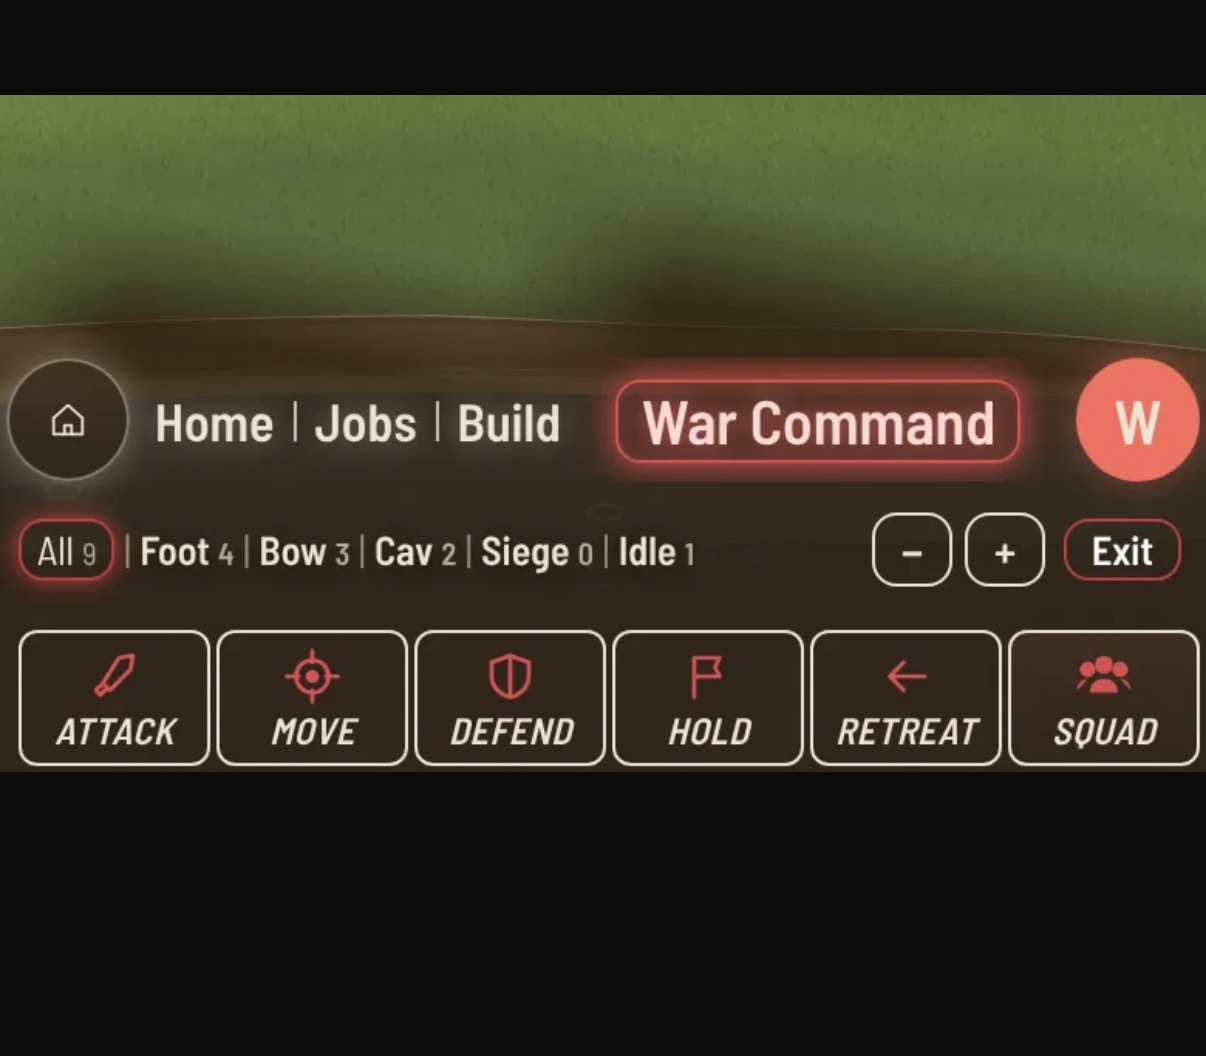 Home | Jobs | Build War Command W
All 9 | Foot 4 | Bow 3 | Cav 2 | Siege 0 | Idle 1 − + Exit
ATTACK MOVE DEFEND HOLD RETREAT SQUAD